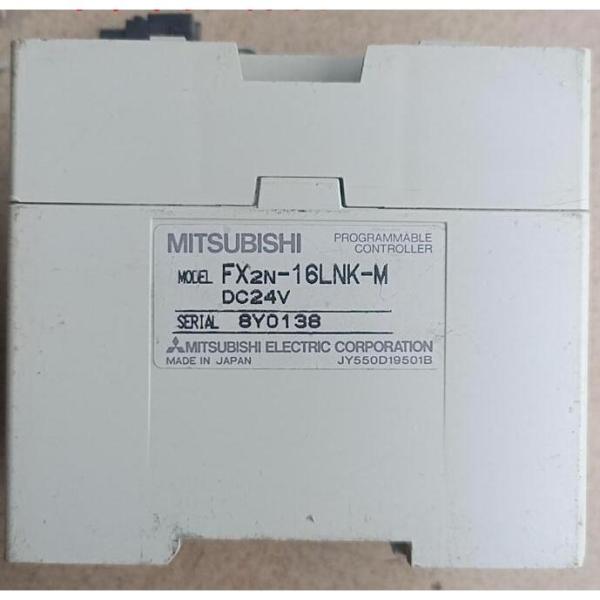 MITSUBISHI PROGRAMMABLE CONTROLLER
MODEL FX2N-16LNK-M
DC24V
SERIAL 8Y0138
MITSUBISHI ELECTRIC CORPORATION
MADE IN JAPAN JY550D19501B